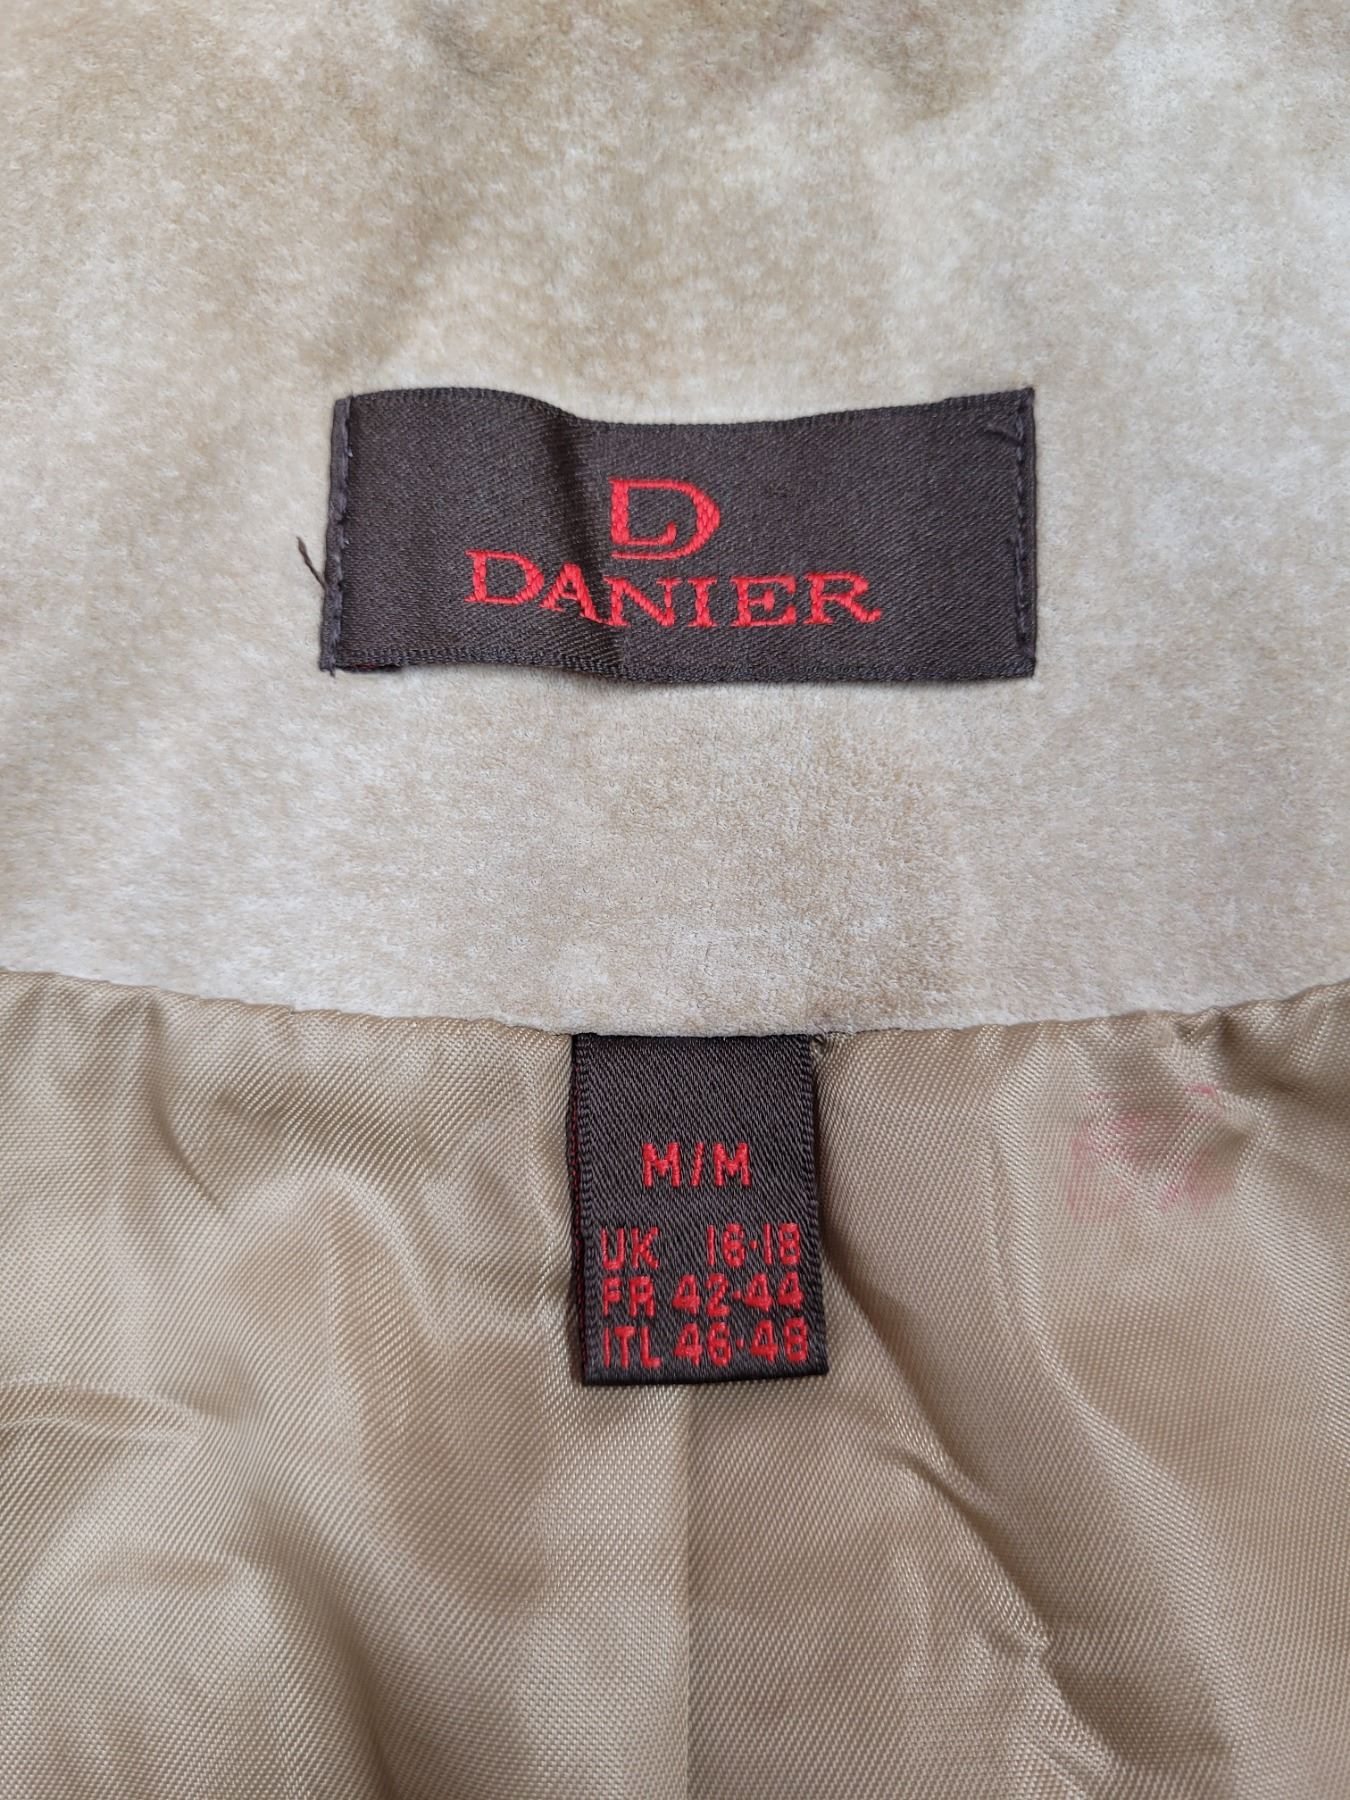 D
DANIER
M/M
UK 16-18
FR 42-44
ITL 46-48